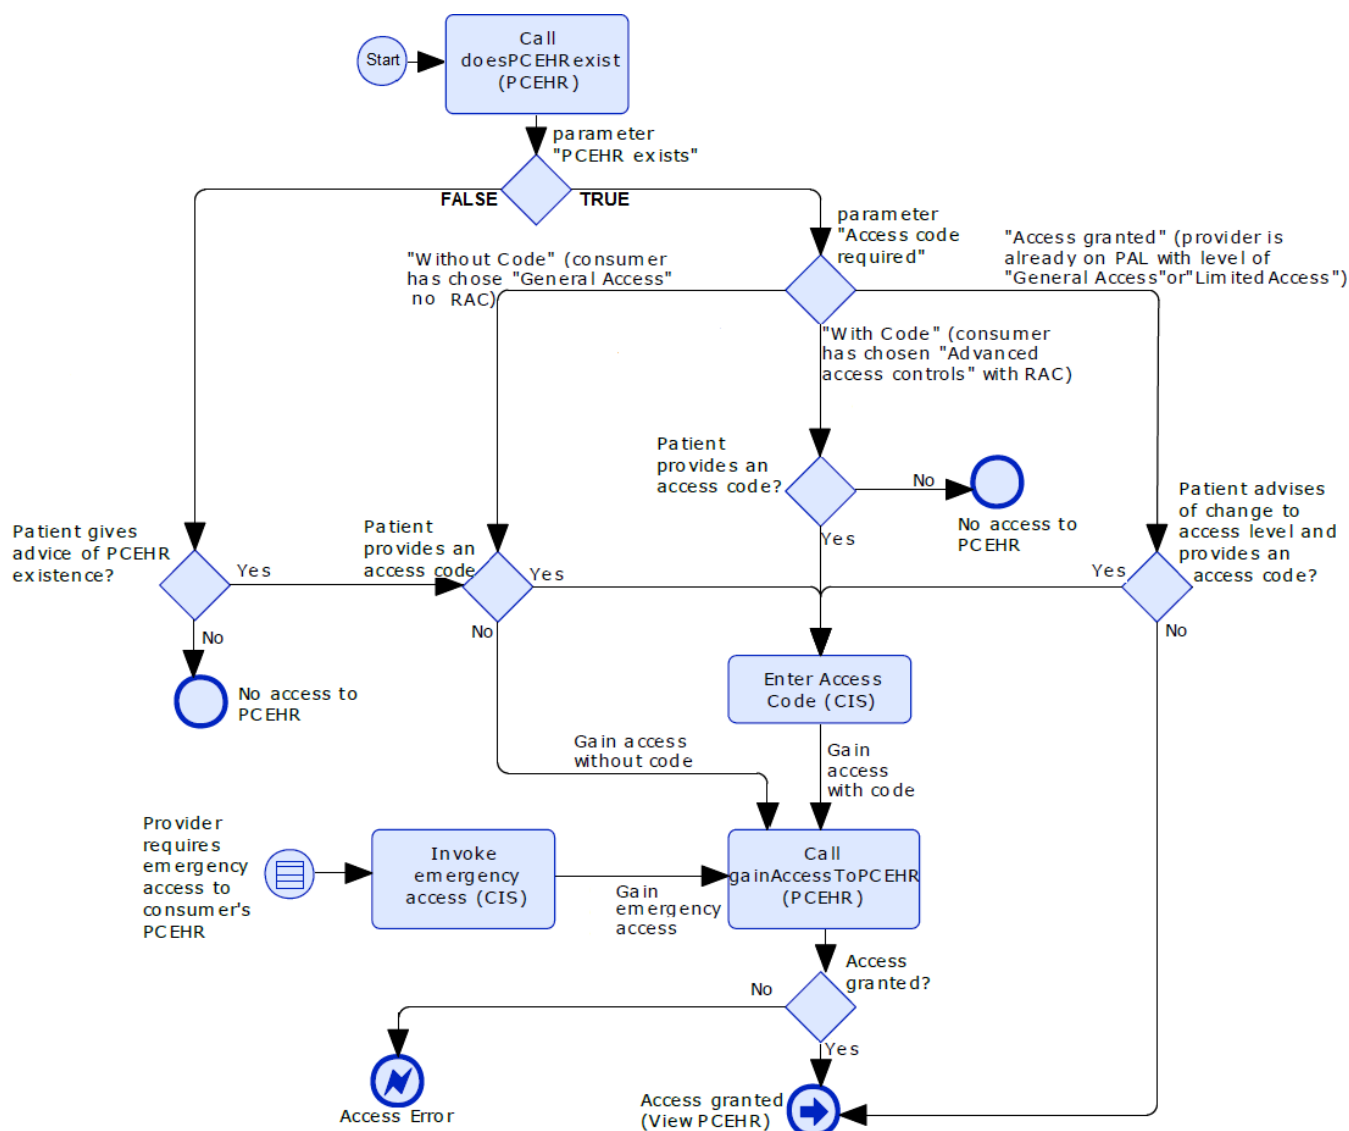 Call
doesPCEHRexist
(PCEHR)
Start
parameter
"PCEHR exists"
FALSE
TRUE
parameter
"Access code
required"
"Access granted" (provider is
already on PAL with level of
"General Access"or"Limited Access")
"Without Code" (consumer
has chose "General Access"
no RAC)
"With Code" (consumer
has chosen "Advanced
access controls" with RAC)
Patient
provides an
access code?
No
No access to
PCEHR
Yes
Patient advises
of change to
access level and
provides an
access code?
Yes
No
Patient gives
advice of PCEHR
existence?
Yes
No
No access to
PCEHR
Patient
provides an
access code
Yes
No
Enter Access
Code (CIS)
Gain access
without code
Gain
access
with code
Provider
requires
emergency
access to
consumer's
PCEHR
Invoke
emergency
access (CIS)
Gain
emergency
access
Call
gainAccessToPCEHR
(PCEHR)
Access
granted?
No
Yes
Access Error
Access granted
(View PCEHR)